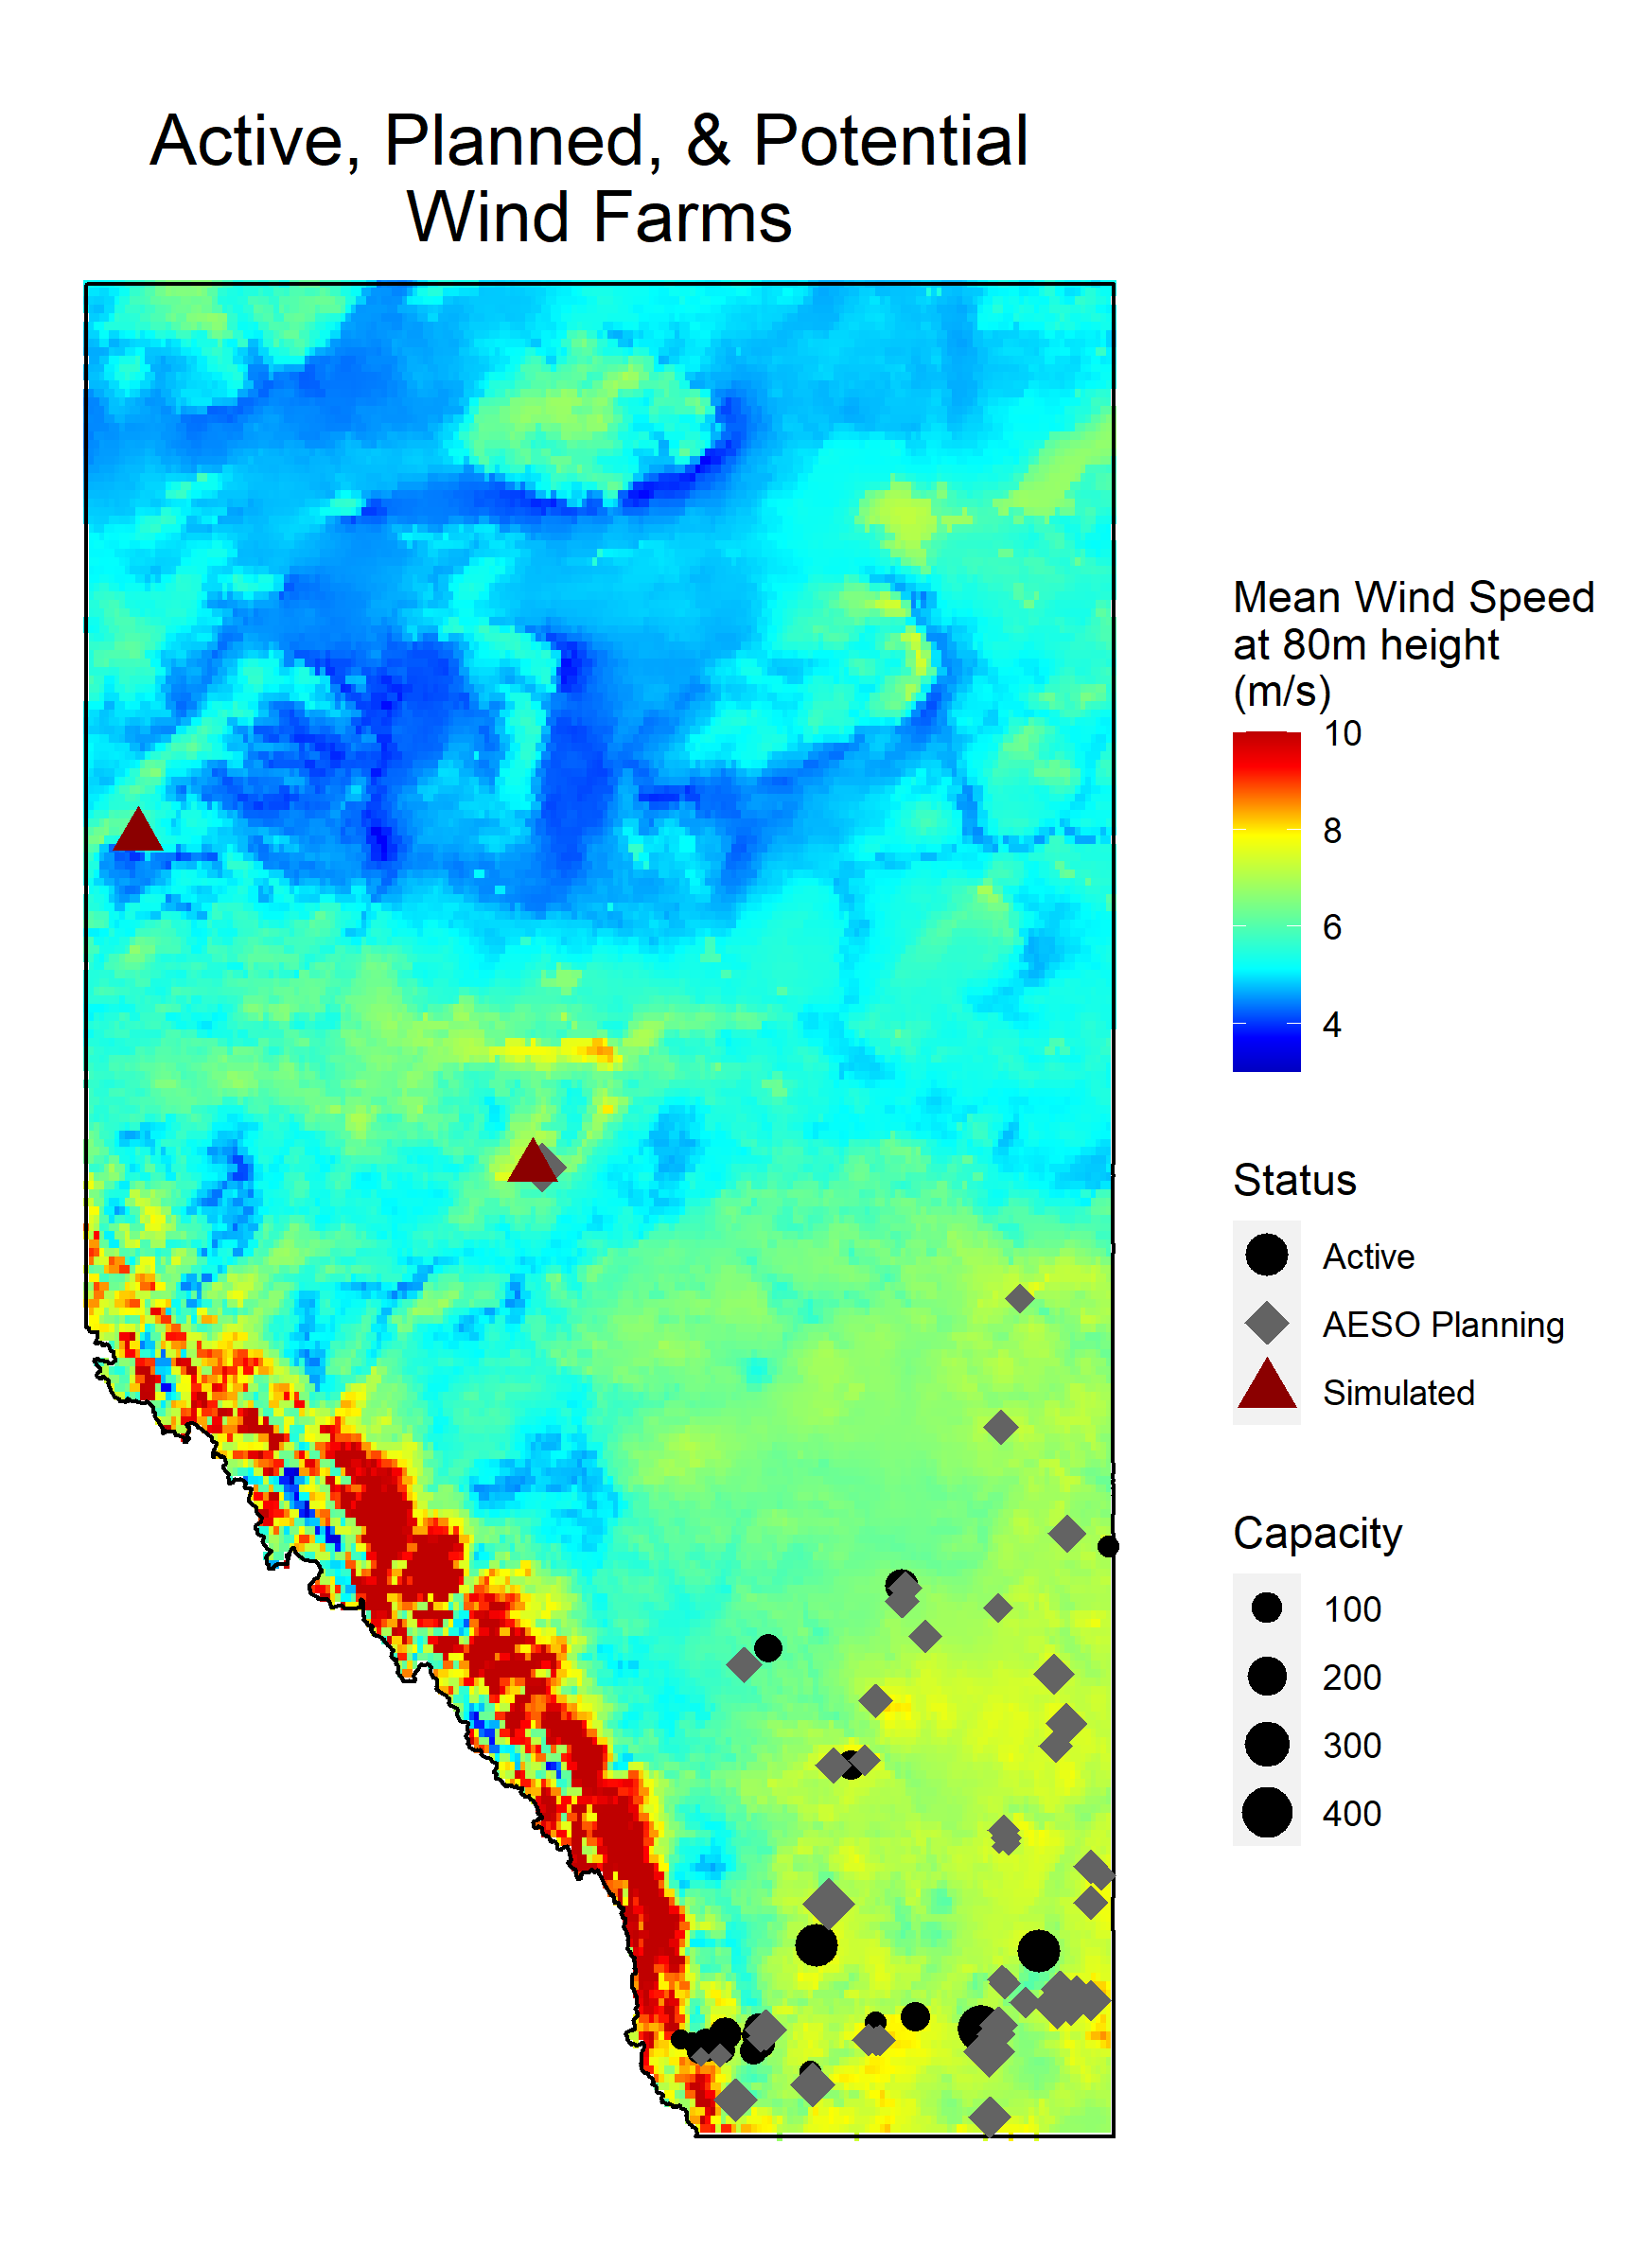 Active, Planned, & Potential
Wind Farms
Mean Wind Speed
at 80m height
(m/s)
10
8
6
4
Status
Active
AESO Planning
Simulated
Capacity
100
200
300
400